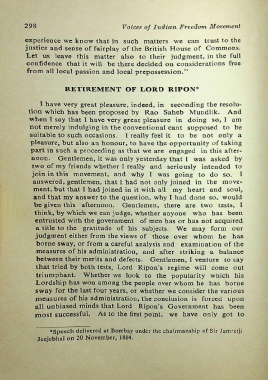 298 Voices of Indian Freedom Movement
experience we know that in such matters we can trust to the
justice and sense of fairplay of the British House of Commons.
Let us leave this matter also to their judgment, in the full
confidence that it will be there decided on considerations free
from all local passion and local prepossession."
RETIREMENT OF LORD RIPON*
I have very great pleasure, indeed, in seconding the resolu-
tion which has been proposed by Rao Saheb Mundlik. And
when I say that I have very great pleasure in doing so, I am
not merely indulging in the conventional cant supposed to be
suitable to such occasions. I really feel it to be not only a
pleasure, but also an honour, to have the opportunity of taking
part in such a proceeding as that we are engaged in this after-
noon. Gentlemen, it was only yesterday that I was asked by
two of my friends whether I really and seriously intended to
join in this movement, and why I was going to do so. I
answered, gentlemen, that I had not only joined in the move-
ment, but that I had joined in it with all my heart and soul,
and that my answer to the question, why I had done so, would
be given this afternoon. Gentlemen, there are two tests, I
think, by which we can judge, whether anyone who has been
entrusted with the government of men has or has not acquired
a title to the gratitude of his subjects. We may form our
judgment either from the views of those over whom he has
borne sway, or from a careful analysis and examination of the
measures of his administration, and after striking a balance
between their merits and defects. Gentlemen, I venture to say
that tried by both tests, Lord Ripon's regime will come out
triumphant. Whether we look to the popularity which his
Lordship has won among the people over whom he has borne
sway for the last four years, or whether we consider the various
measures of his administration, the conclusion is forced upon
all unbiased minds that Lord Ripon's Government has been
most successful. As to the first point, we have only got to
*Speech delivered at Bombay under the chairmanship of Sir Jamsetji
Jeejebhai on 20 November, 1884.